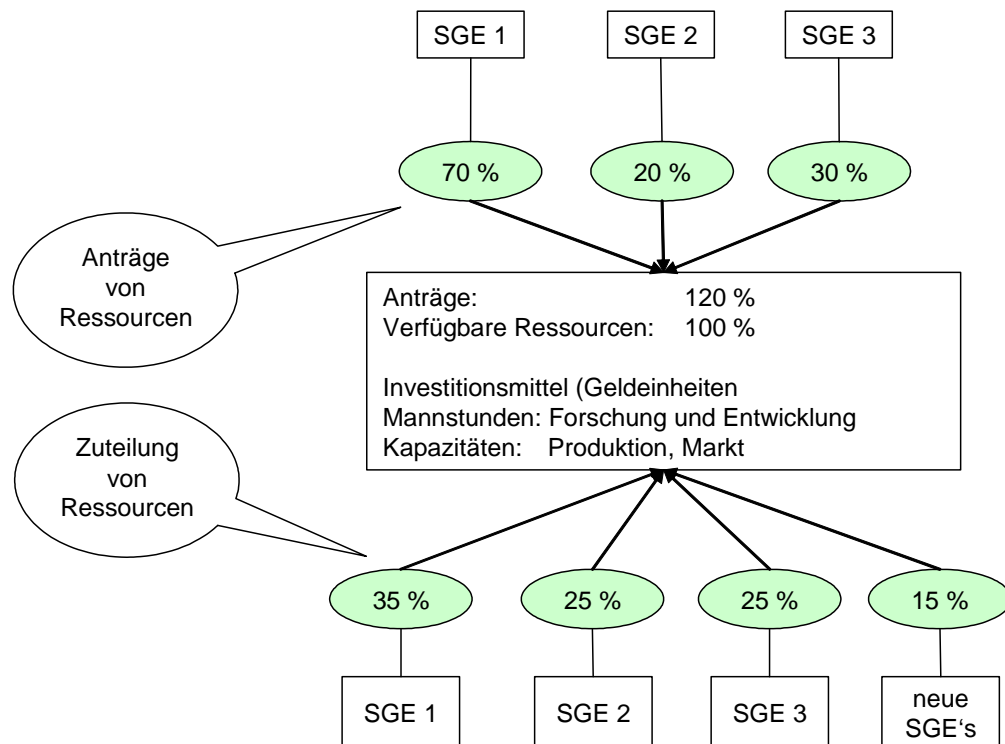 SGE 1
SGE 2
SGE 3
70 %
20 %
30 %
Anträge
von
Ressourcen
Anträge: 120 %
Verfügbare Ressourcen: 100 %
Investitionsmittel (Geldeinheiten
Mannstunden: Forschung und Entwicklung
Kapazitäten: Produktion, Markt
Zuteilung
von
Ressourcen
35 %
25 %
25 %
15 %
SGE 1
SGE 2
SGE 3
neue
SGE‘s